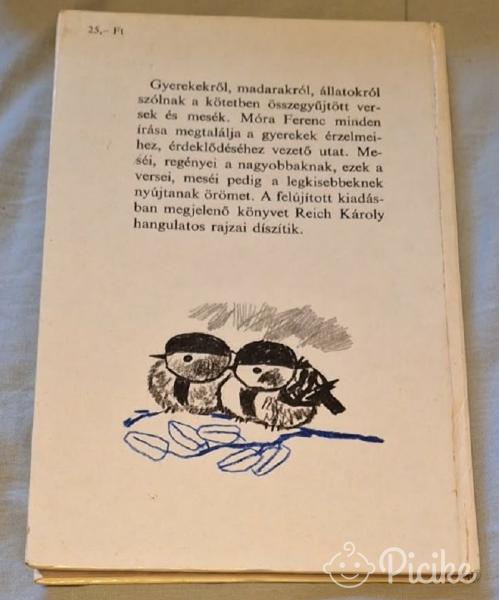 25,– Ft
Gyerekekről, madarakról, állatokról
szólnak a kötetben összegyűjtött ver-
sek és mesék. Móra Ferenc minden
írása megtalálja a gyerekek érzelmei-
hez, érdeklődéséhez vezető utat. Me-
séi, regényei a nagyobbaknak, ezek a
versei, meséi pedig a legkisebbeknek
nyújtanak örömet. A felújított kiadás-
ban megjelenő könyvet Reich Károly
hangulatos rajzai díszítik.
Picike